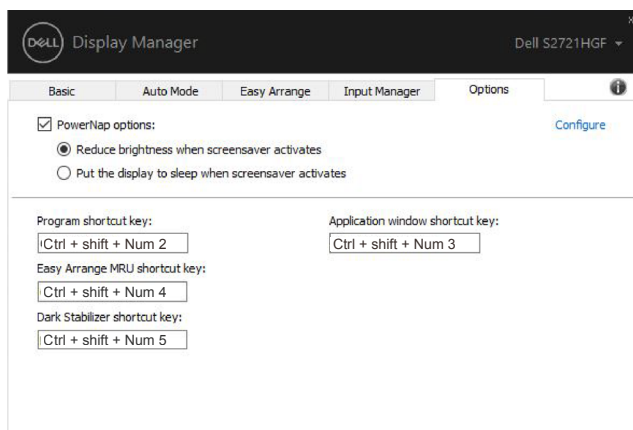 DELL Display Manager Dell S2721HGF
Basic Auto Mode Easy Arrange Input Manager Options
PowerNap options: Configure
Reduce brightness when screensaver activates
Put the display to sleep when screensaver activates
Program shortcut key: Application window shortcut key:
Ctrl + shift + Num 2 Ctrl + shift + Num 3
Easy Arrange MRU shortcut key:
Ctrl + shift + Num 4
Dark Stabilizer shortcut key:
Ctrl + shift + Num 5